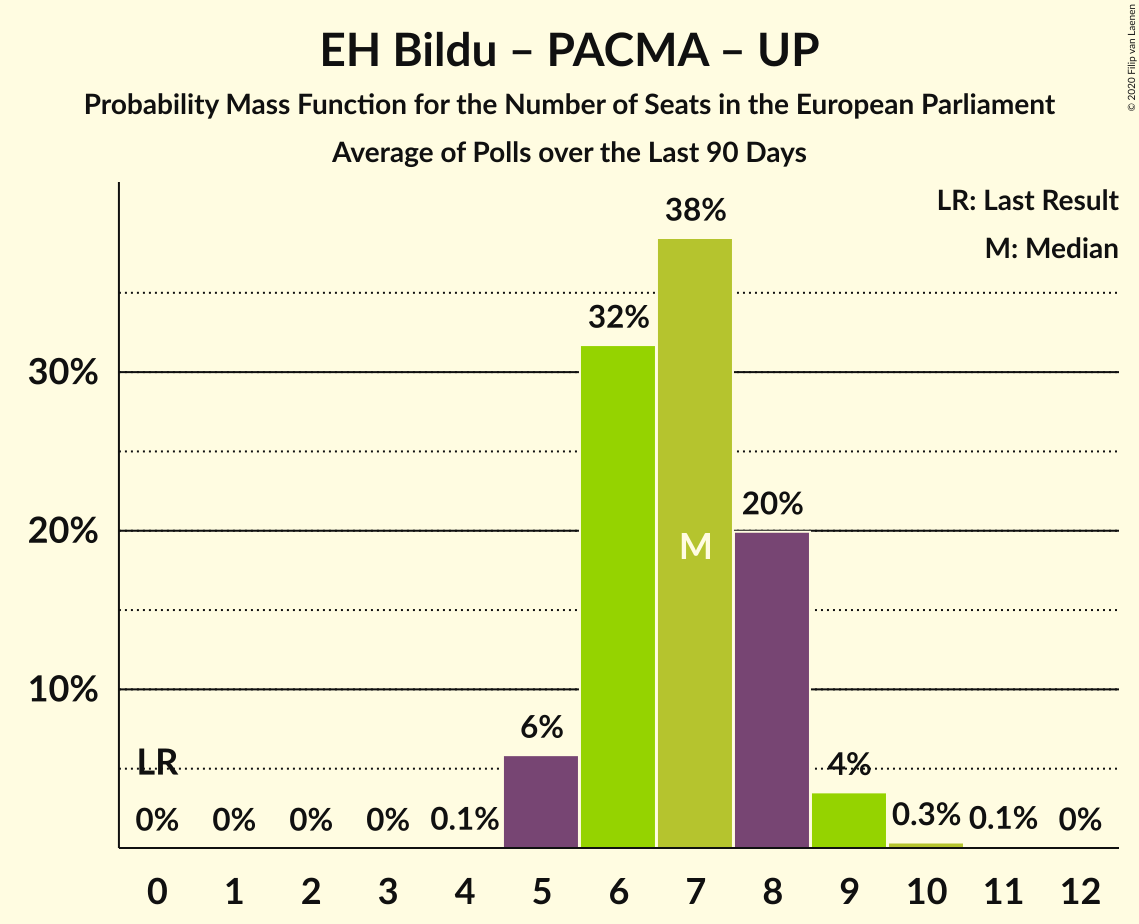 EH Bildu – PACMA – UP
Probability Mass Function for the Number of Seats in the European Parliament
Average of Polls over the Last 90 Days
© 2020 Filip van Laenen
LR: Last Result
M: Median
38%
32%
30%
20%
20%
M
10%
6%
LR
4%
0% 0% 0% 0% 0.1% 0.3% 0.1% 0%
0 1 2 3 4 5 6 7 8 9 10 11 12